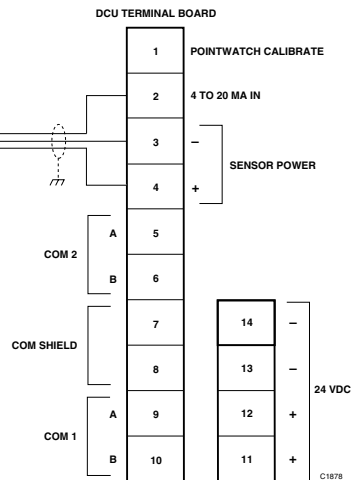 DCU TERMINAL BOARD
1 POINTWATCH CALIBRATE
2 4 TO 20 MA IN
3 –
SENSOR POWER
4 +
A 5
COM 2
B 6
7 14 –
COM SHIELD
8 13 –
24 VDC
A 9 12 +
COM 1
B 10 11 +
C1878